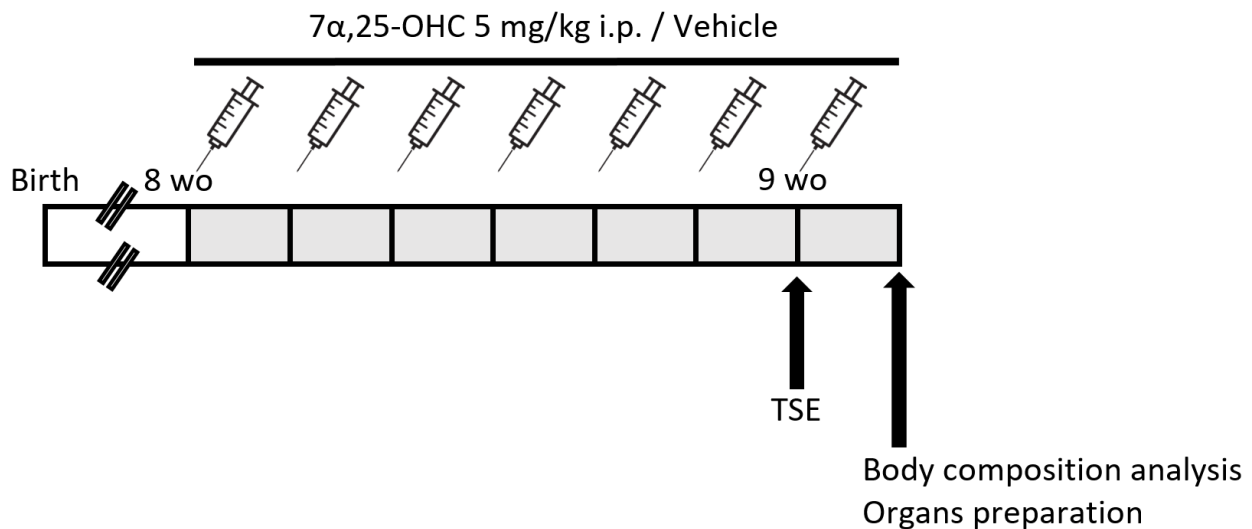 7α,25-OHC 5 mg/kg i.p. / Vehicle
Birth
8 wo
9 wo
TSE
Body composition analysis
Organs preparation